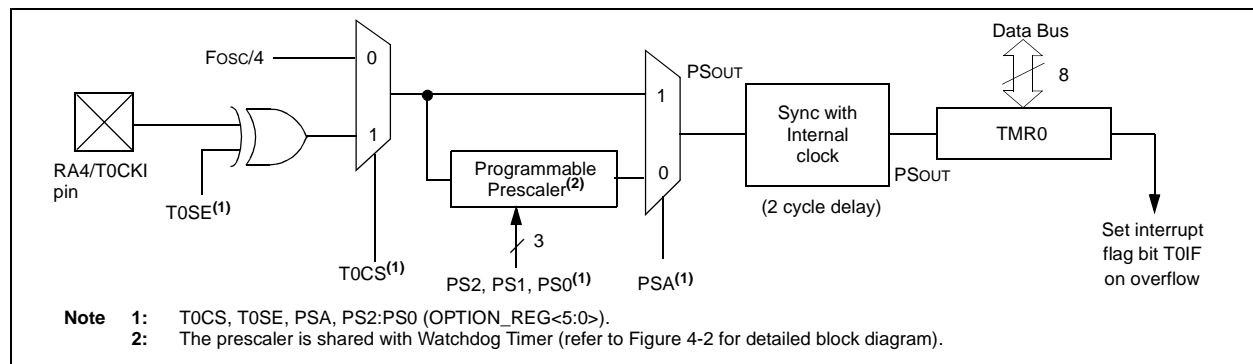 Data Bus
FOSC/4
0
PSOUT
8
1
Sync with
Internal
clock
TMR0
1
RA4/T0CKI
pin
Programmable
Prescaler(2)
0
PSOUT
T0SE(1)
(2 cycle delay)
3
Set interrupt
flag bit T0IF
on overflow
T0CS(1)
PS2, PS1, PS0(1)
PSA(1)
Note 1: T0CS, T0SE, PSA, PS2:PS0 (OPTION_REG<5:0>).
2: The prescaler is shared with Watchdog Timer (refer to Figure 4-2 for detailed block diagram).